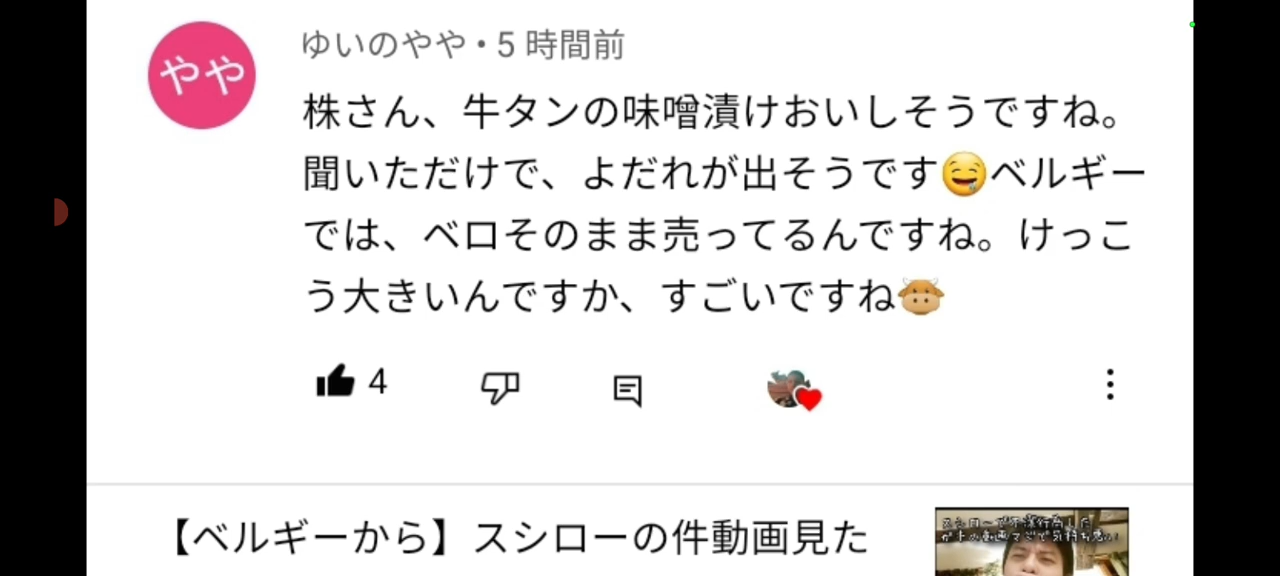 やや
ゆいのやや • 5 時間前
株さん、牛タンの味噌漬けおいしそうですね。
聞いただけで、よだれが出そうです🤤ベルギー
では、ベロそのまま売ってるんですね。けっこ
う大きいんですか、すごいですね🐮
4
【ベルギーから】スシローの件動画見た